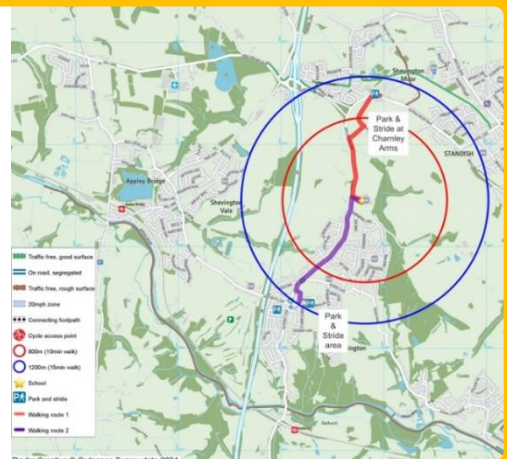 Shevington
Moor
Park &
Stride at
Charnley
Arms
STANDISH
Appley Bridge
Shevington
Vale
Park
&
Stride
area
Traffic free, good surface
On road, segregated
Traffic free, rough surface
20mph zone
Connecting footpath
Cycle access point
800m (10min walk)
1200m (15min walk)
School
Park and stride
Walking route 1
Walking route 2